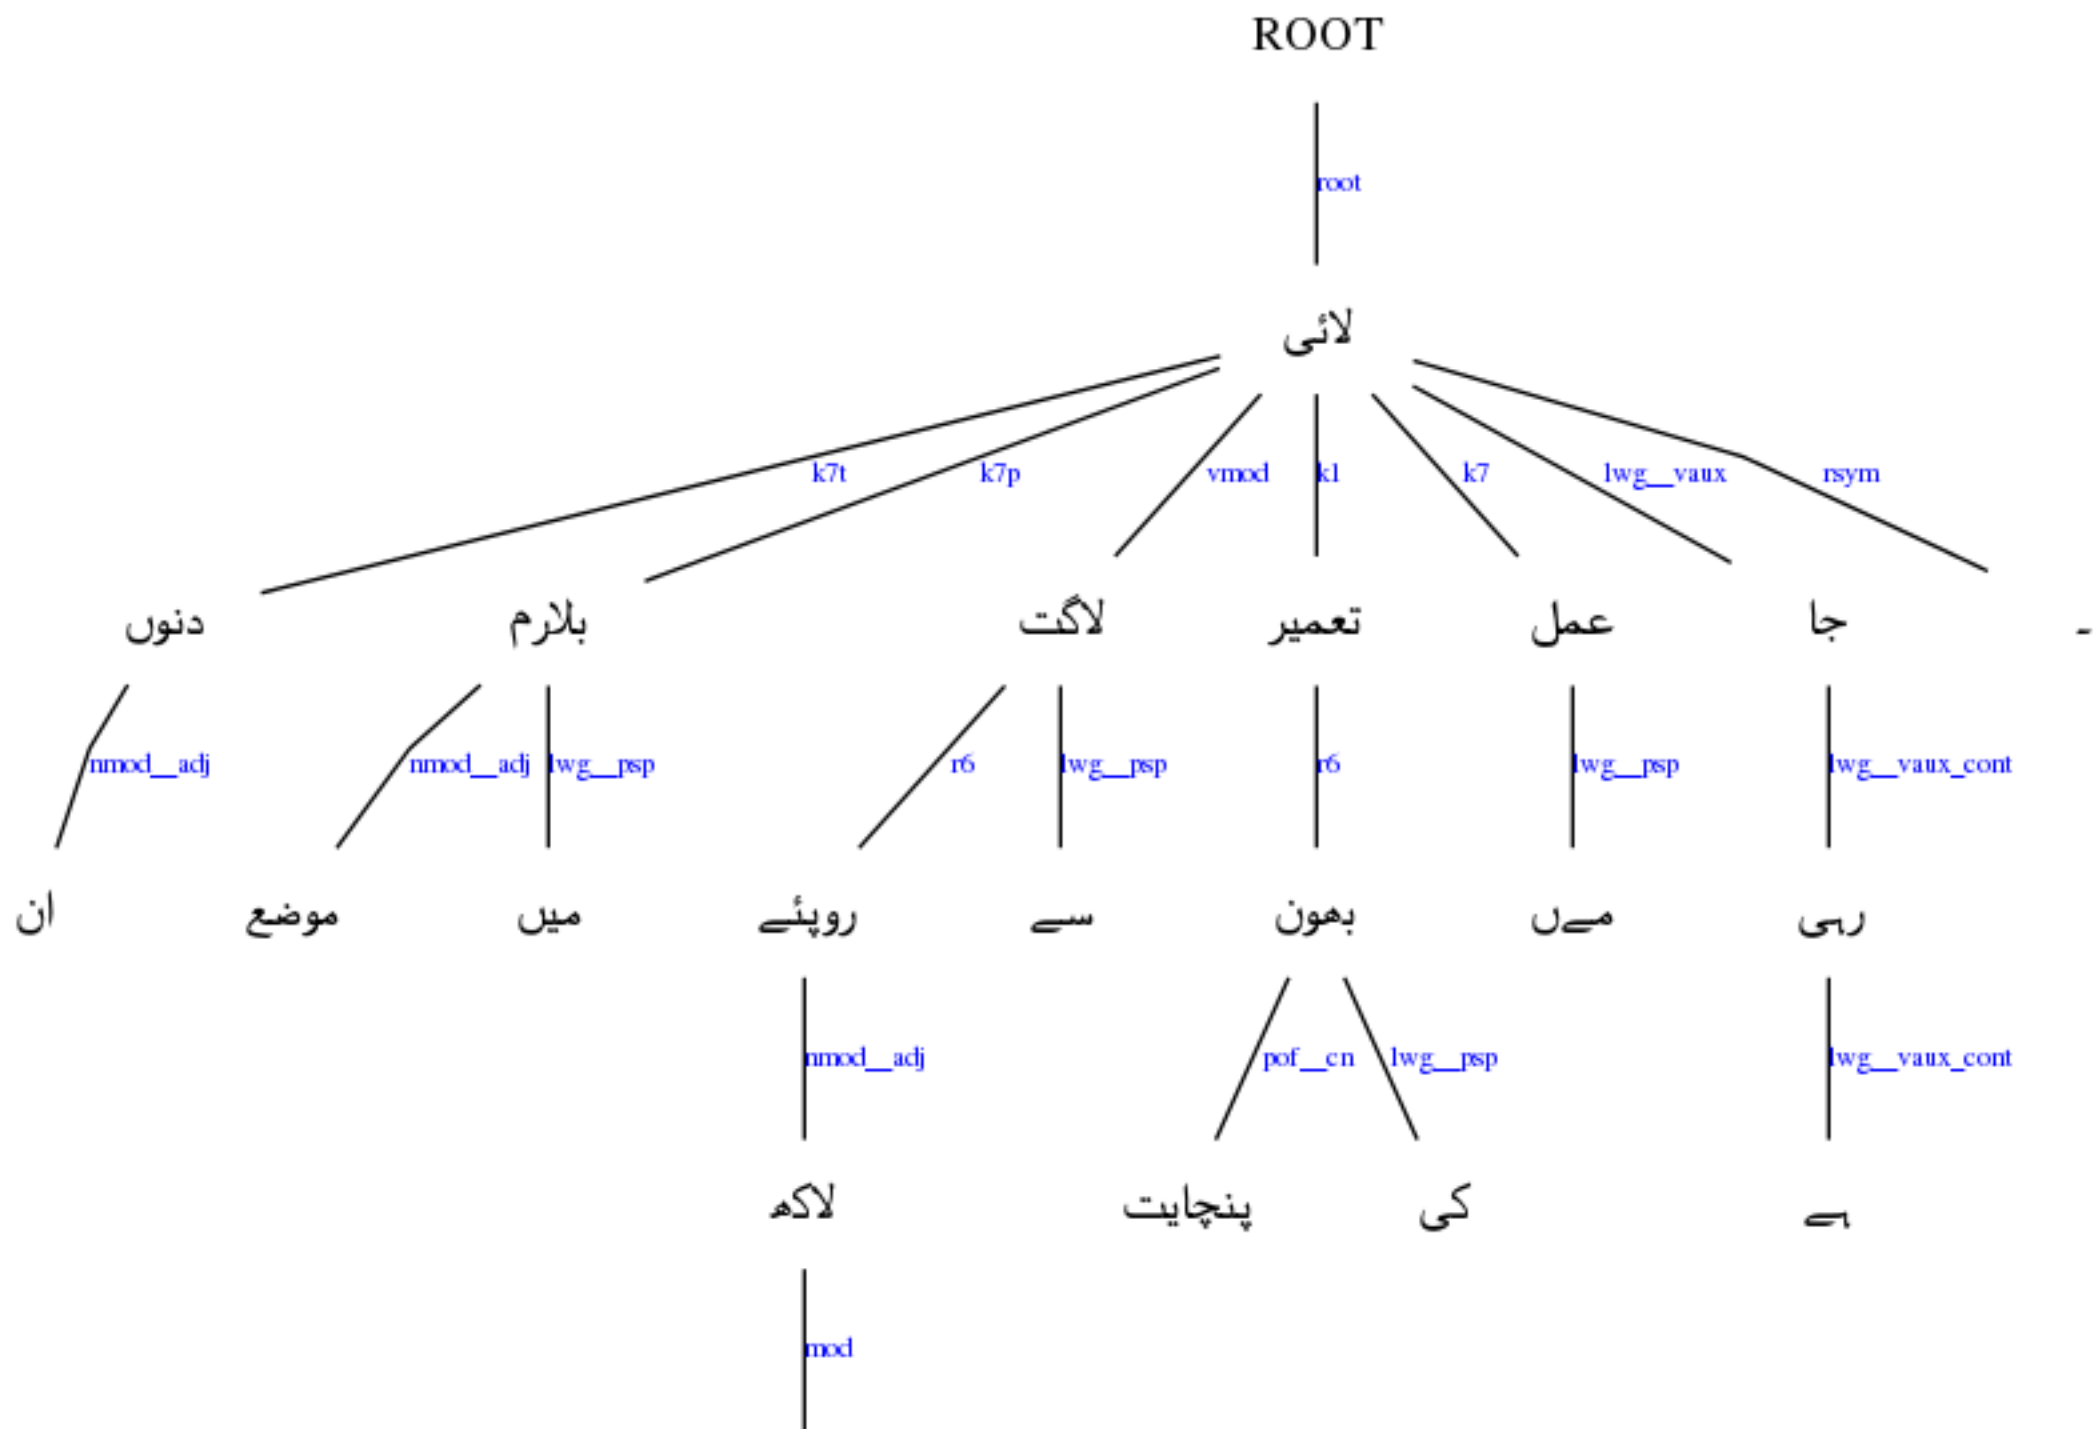 ROOT
root
لائی
k7t k7p vmod k1 k7 lwg__vaux rsym
دنوں بلارم لاگت تعمیر عمل جا ۔
nmod__adj nmod__adj lwg__psp r6 lwg__psp r6 lwg__psp lwg__vaux_cont
ان موضع میں روپئے سے بھون مےں رہی
nmod__adj pof__cn lwg__psp lwg__vaux_cont
لاکھ پنچایت کی ہے
mod